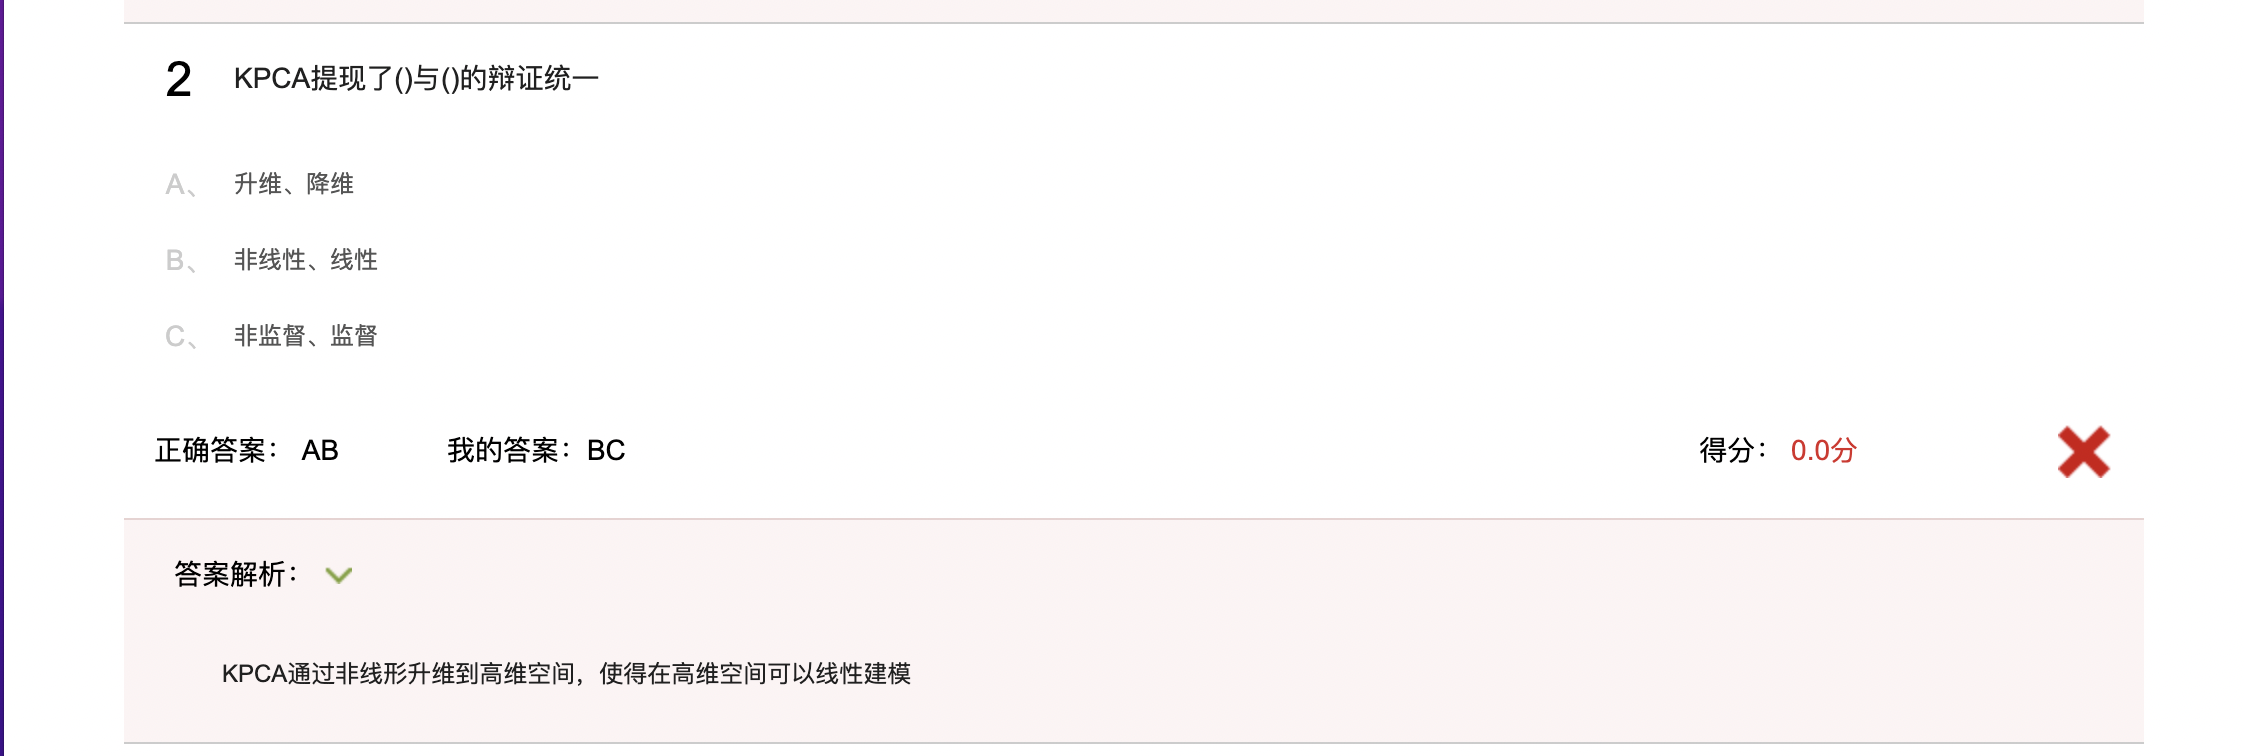 2 KPCA提现了()与()的辩证统一
A、 升维、降维
B、 非线性、线性
C、 非监督、监督
正确答案： AB 我的答案：BC 得分： 0.0分
答案解析：
KPCA通过非线形升维到高维空间，使得在高维空间可以线性建模